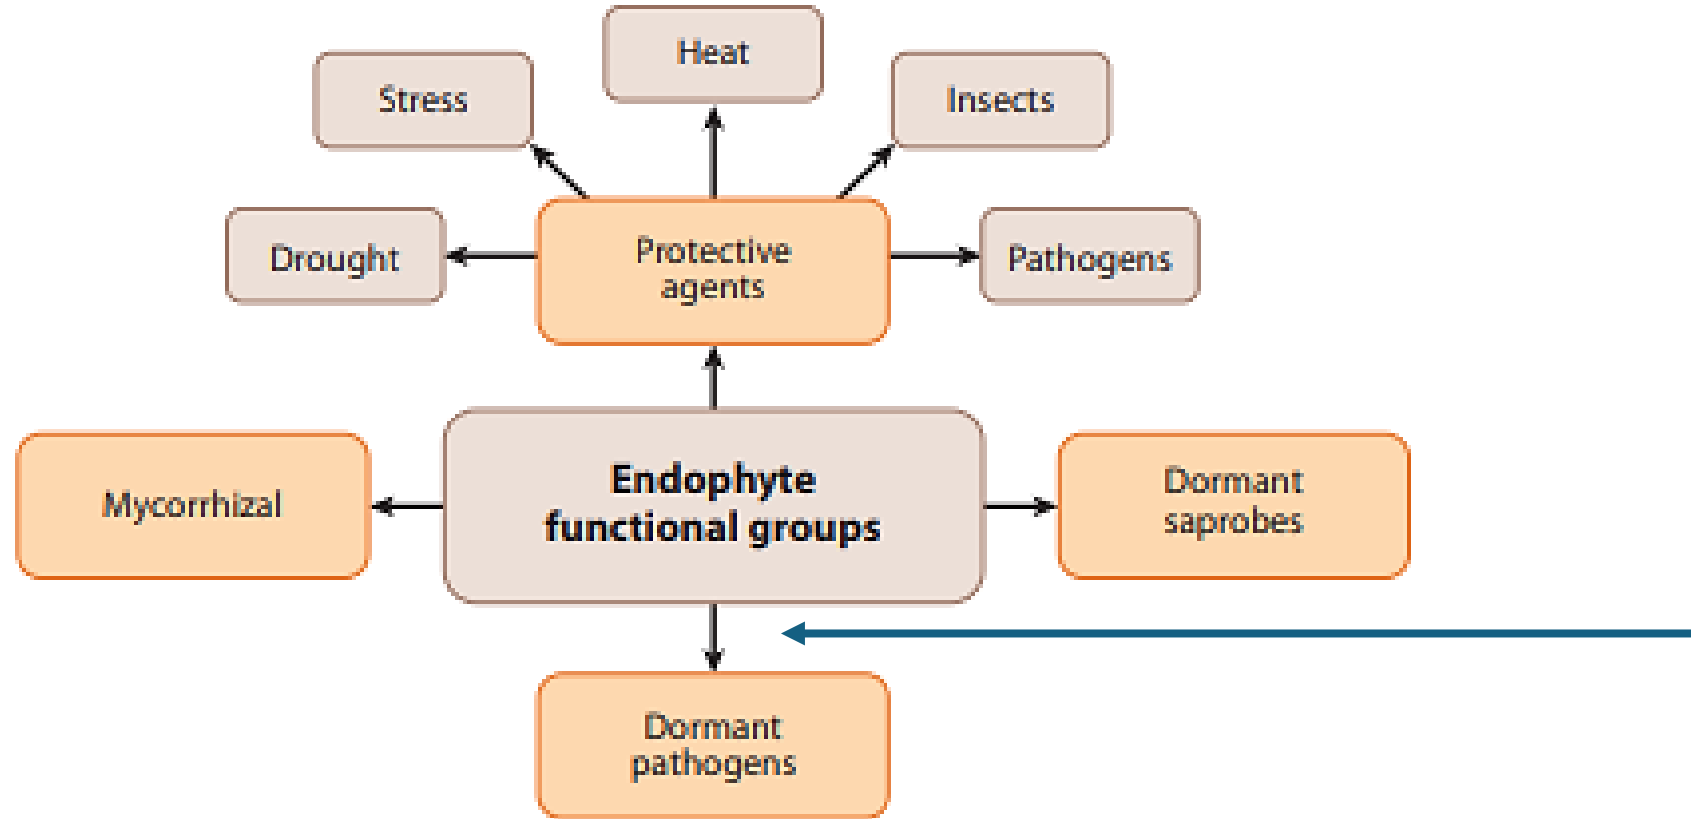 Heat
Stress
Insects
Drought
Protective
agents
Pathogens
Mycorrhizal
Endophyte
functional groups
Dormant
saprobes
Dormant
pathogens